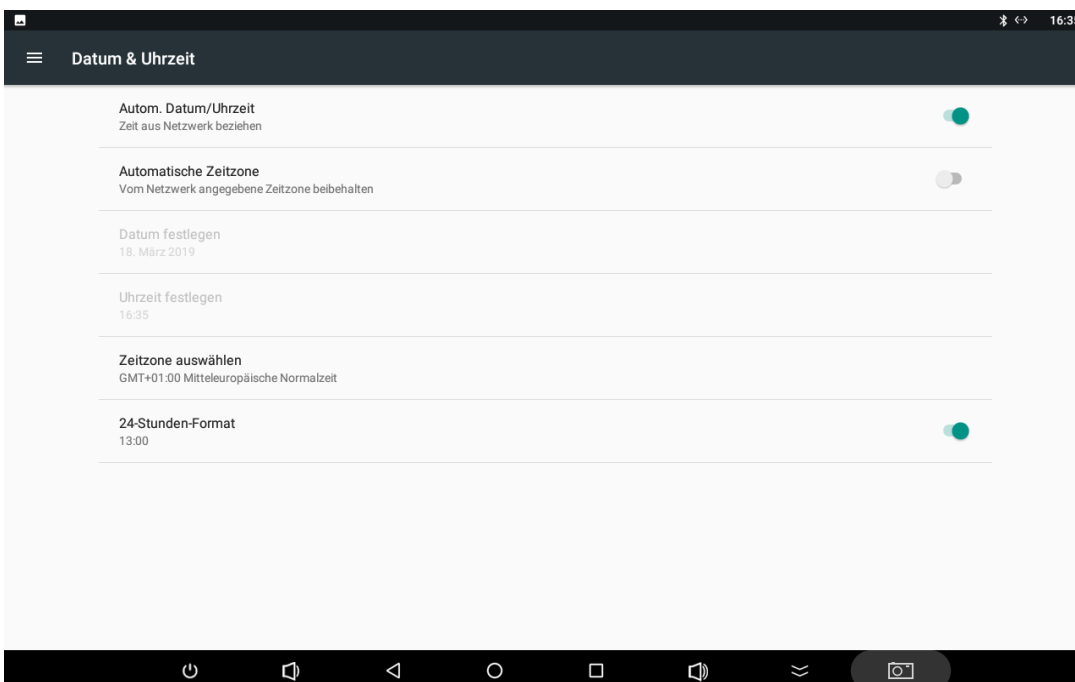 16:35
Datum & Uhrzeit
Autom. Datum/Uhrzeit
Zeit aus Netzwerk beziehen
Automatische Zeitzone
Vom Netzwerk angegebene Zeitzone beibehalten
Datum festlegen
18. März 2019
Uhrzeit festlegen
16:35
Zeitzone auswählen
GMT+01:00 Mitteleuropäische Normalzeit
24-Stunden-Format
13:00